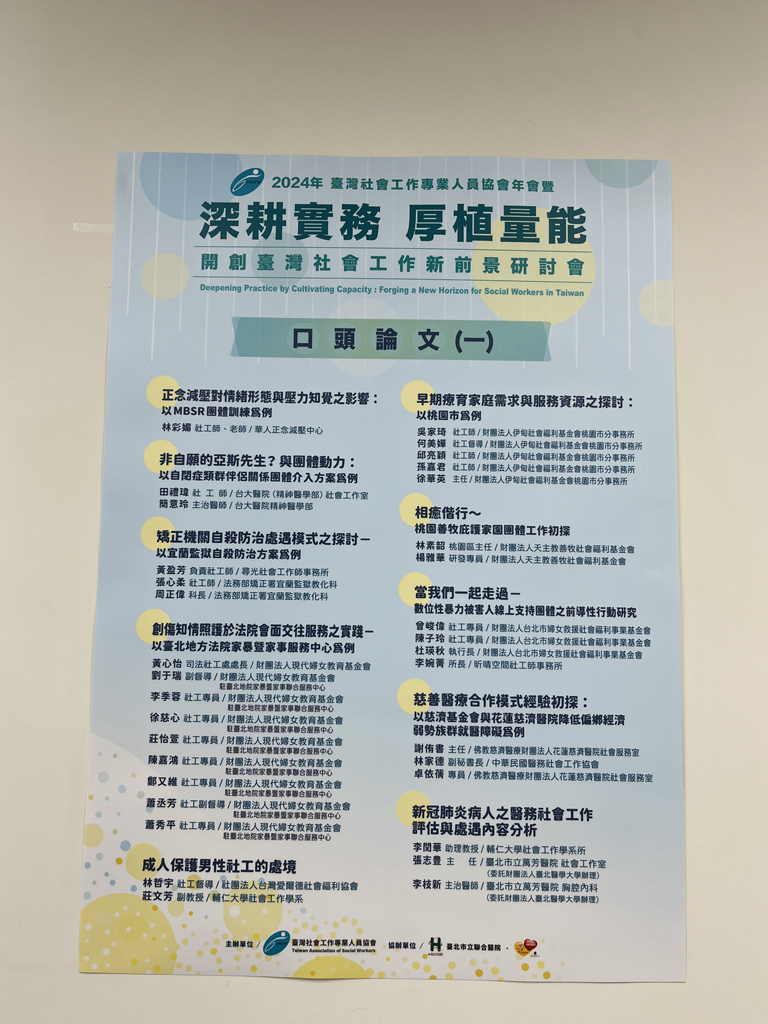 2024年 臺灣社會工作專業人員協會年會暨
深耕實務 厚植量能
開創臺灣社會工作新前景研討會
Deepening Practice by Cultivating Capacity : Forging a New Horizon for Social Workers in Taiwan
口頭論文(一)
正念減壓對情緒形態與壓力知覺之影響：
以MBSR團體訓練為例
林彩媚 社工師、老師 / 華人正念減壓中心
非自願的亞斯先生？與團體動力：
以自閉症類群伴侶關係團體介入方案為例
田禮瑋 社工師 / 台大醫院(精神醫學部)社會工作室
簡意玲 主治醫師 / 台大醫院精神醫學部
矯正機關自殺防治處遇模式之探討－
以宜蘭監獄自殺防治方案為例
黃盈芳 負責社工師 / 尋光社會工作師事務所
張心柔 社工師 / 法務部矯正署宜蘭監獄教化科
周正偉 科長 / 法務部矯正署宜蘭監獄教化科
創傷知情照護於法院會面交往服務之實踐－
以臺北地方法院家暴暨家事服務中心為例
黃心怡 司法社工處處長 / 財團法人現代婦女教育基金會
劉于瑞 副督導 / 財團法人現代婦女教育基金會
駐臺北地院家暴暨家事聯合服務中心
李季蓉 社工專員 / 財團法人現代婦女教育基金會
駐臺北地院家暴暨家事聯合服務中心
徐慈心 社工專員 / 財團法人現代婦女教育基金會
駐臺北地院家暴暨家事聯合服務中心
莊怡萱 社工專員 / 財團法人現代婦女教育基金會
駐臺北地院家暴暨家事聯合服務中心
陳嘉鴻 社工專員 / 財團法人現代婦女教育基金會
駐臺北地院家暴暨家事聯合服務中心
鄭又維 社工專員 / 財團法人現代婦女教育基金會
駐臺北地院家暴暨家事聯合服務中心
蕭丞芳 社工副督導 / 財團法人現代婦女教育基金會
駐臺北地院家暴暨家事聯合服務中心
蕭秀平 社工專員 / 財團法人現代婦女教育基金會
駐臺北地院家暴暨家事聯合服務中心
成人保護男性社工的處境
林哲宇 社工督導 / 社團法人台灣愛鄰德社會福利協會
莊文芳 副教授 / 輔仁大學社會工作學系
早期療育家庭需求與服務資源之探討：
以桃園市為例
吳家琦 社工師 / 財團法人伊甸社會福利基金會桃園市分事務所
何美嬅 社工督導 / 財團法人伊甸社會福利基金會桃園市分事務所
邱亮穎 社工師 / 財團法人伊甸社會福利基金會桃園市分事務所
孫嘉君 社工師 / 財團法人伊甸社會福利基金會桃園市分事務所
徐華英 主任 / 財團法人伊甸社會福利基金會桃園市分事務所
相癒偕行～
桃園善牧庇護家園團體工作初探
林素韶 桃園區主任 / 財團法人天主教善牧社會福利基金會
楊雅華 研發專員 / 財團法人天主教善牧社會福利基金會
當我們一起走過－
數位性暴力被害人線上支持團體之前導性行動研究
曾峻偉 社工專員 / 財團法人台北市婦女救援社會福利事業基金會
陳子玲 社工專員 / 財團法人台北市婦女救援社會福利事業基金會
杜瑛秋 執行長 / 財團法人台北市婦女救援社會福利事業基金會
李婉菁 所長 / 昕晴空間社工師事務所
慈善醫療合作模式經驗初探：
以慈濟基金會與花蓮慈濟醫院降低偏鄉經濟
弱勢族群就醫障礙為例
謝侑書 主任 / 佛教慈濟醫療財團法人花蓮慈濟醫院社會服務室
林家德 副秘書長 / 中華民國醫務社會工作協會
卓依蒨 專員 / 佛教慈濟醫療財團法人花蓮慈濟醫院社會服務室
新冠肺炎病人之醫務社會工作
評估與處遇內容分析
李閏華 助理教授 / 輔仁大學社會工作學系所
張志豊 主任 / 臺北市立萬芳醫院 社會工作室
(委託財團法人臺北醫學大學辦理)
李枝新 主治醫師 / 臺北市立萬芳醫院 胸腔內科
(委託財團法人臺北醫學大學辦理)
主辦單位 / 臺灣社會工作專業人員協會
Taiwan Association of Social Workers
協辦單位 / 臺北市立聯合醫院